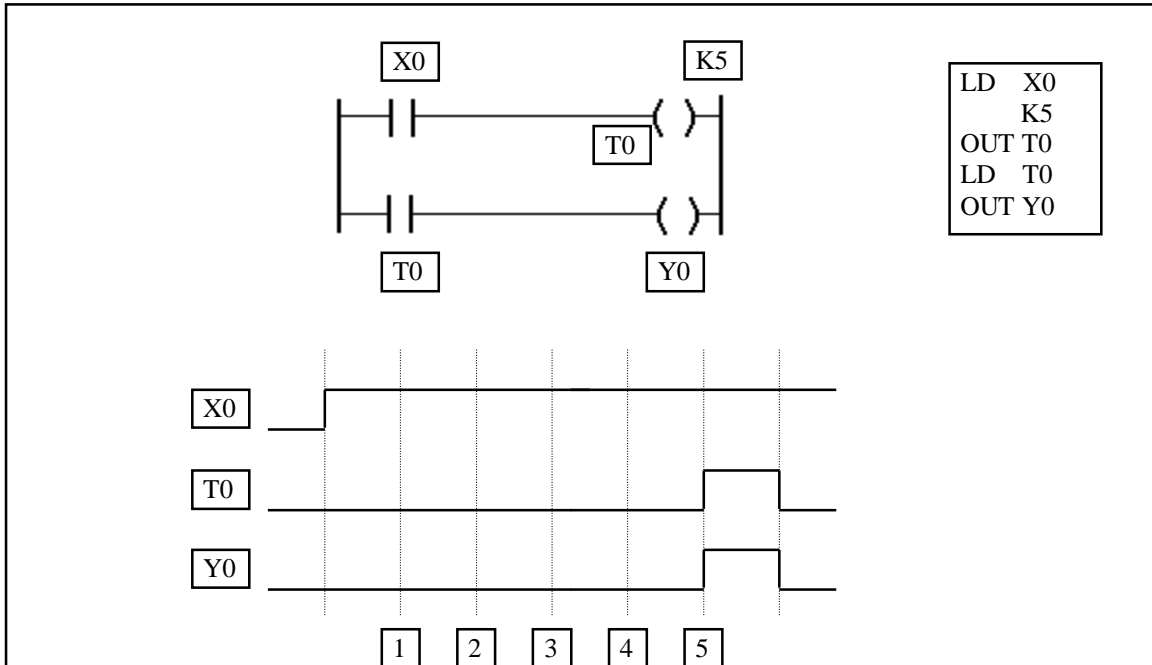 X0 K5
T0
T0 Y0
LD X0
K5
OUT T0
LD T0
OUT Y0
X0
T0
Y0
1 2 3 4 5